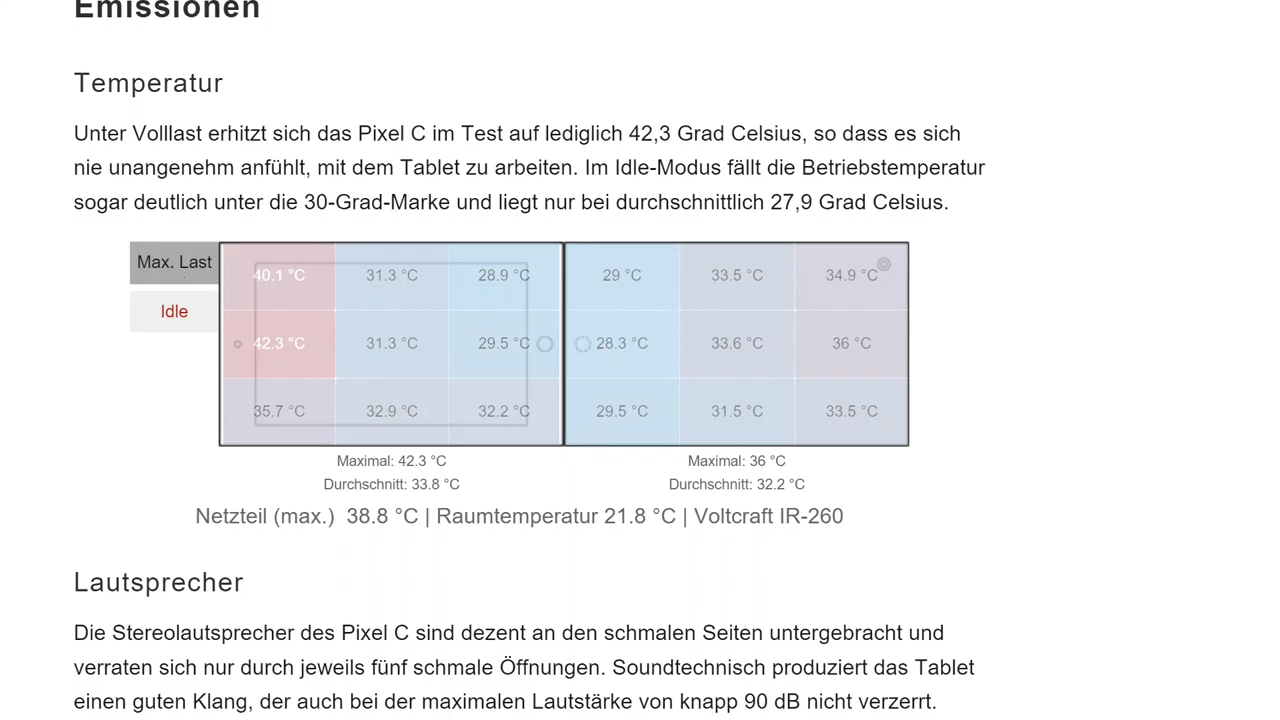 Emissionen
Temperatur
Unter Volllast erhitzt sich das Pixel C im Test auf lediglich 42,3 Grad Celsius, so dass es sich
nie unangenehm anfühlt, mit dem Tablet zu arbeiten. Im Idle-Modus fällt die Betriebstemperatur
sogar deutlich unter die 30-Grad-Marke und liegt nur bei durchschnittlich 27,9 Grad Celsius.
Max. Last
Idle
40.1 °C 31.3 °C 28.9 °C 29 °C 33.5 °C 34.9 °C
42.3 °C 31.3 °C 29.5 °C 28.3 °C 33.6 °C 36 °C
35.7 °C 32.9 °C 32.2 °C 29.5 °C 31.5 °C 33.5 °C
Maximal: 42.3 °C Maximal: 36 °C
Durchschnitt: 33.8 °C Durchschnitt: 32.2 °C
Netzteil (max.) 38.8 °C | Raumtemperatur 21.8 °C | Voltcraft IR-260
Lautsprecher
Die Stereolautsprecher des Pixel C sind dezent an den schmalen Seiten untergebracht und
verraten sich nur durch jeweils fünf schmale Öffnungen. Soundtechnisch produziert das Tablet
einen guten Klang, der auch bei der maximalen Lautstärke von knapp 90 dB nicht verzerrt.